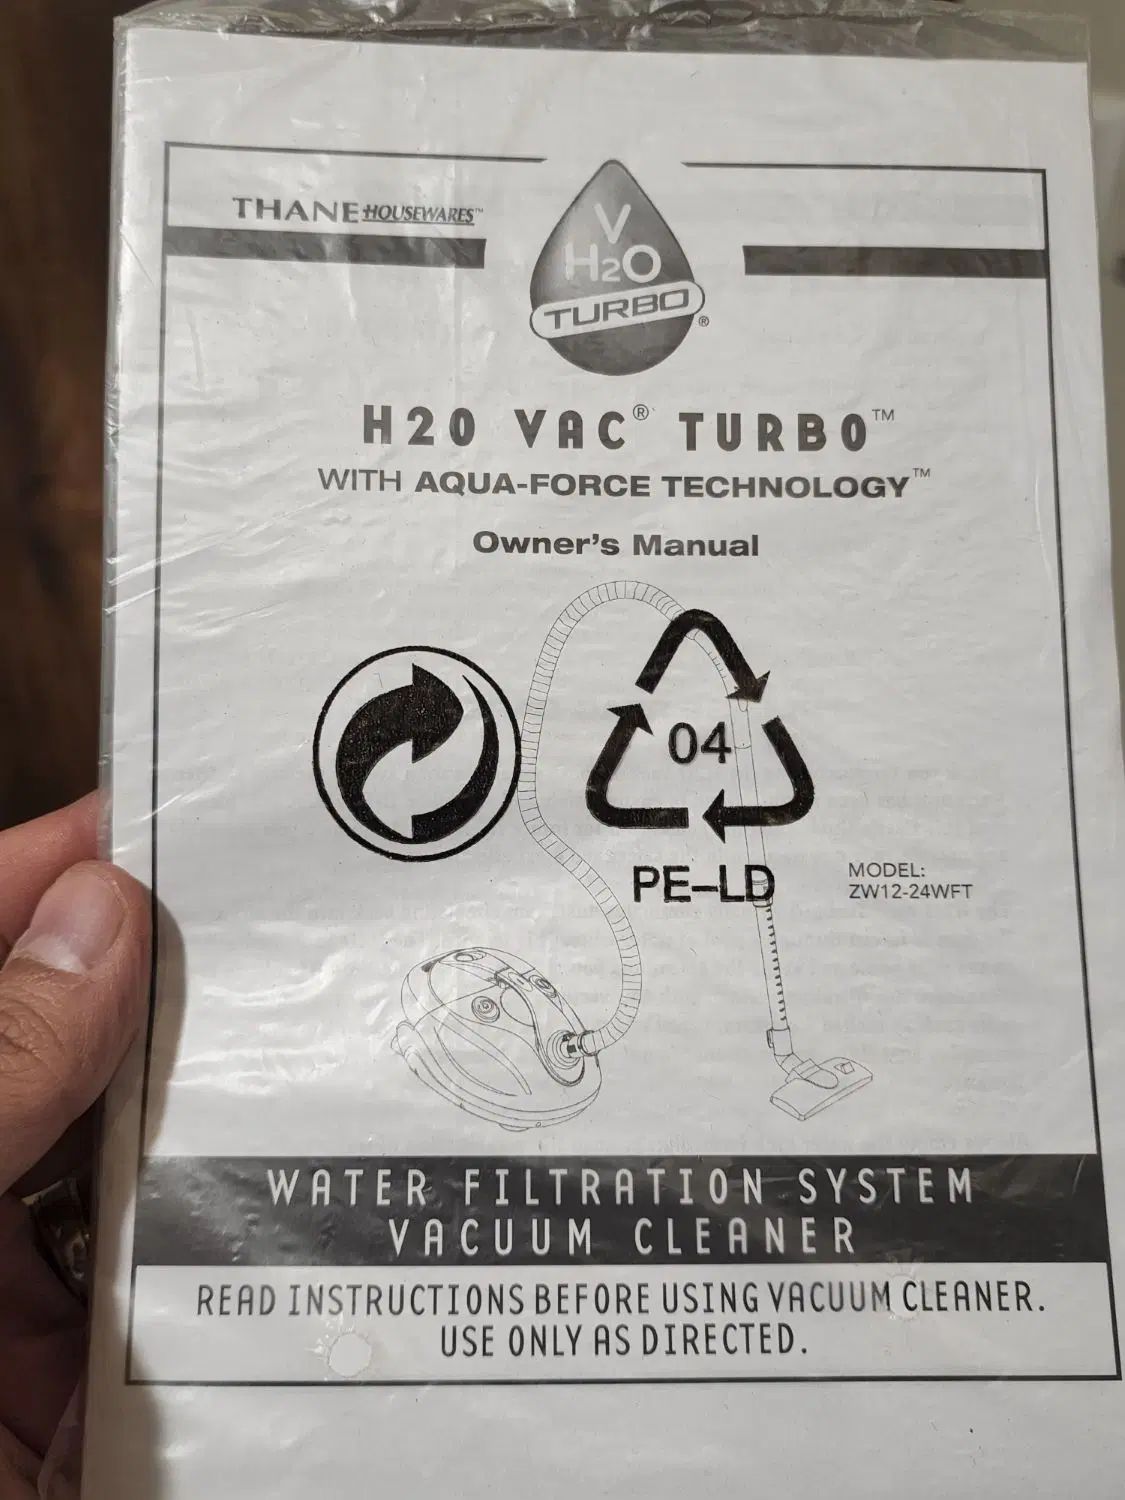 THANE HOUSEWARES™
V
H2O
TURBO
®
H20 VAC® TURBO™
WITH AQUA-FORCE TECHNOLOGY™
Owner's Manual
04
PE–LD
MODEL:
ZW12-24WFT
WATER FILTRATION SYSTEM
VACUUM CLEANER
READ INSTRUCTIONS BEFORE USING VACUUM CLEANER.
USE ONLY AS DIRECTED.